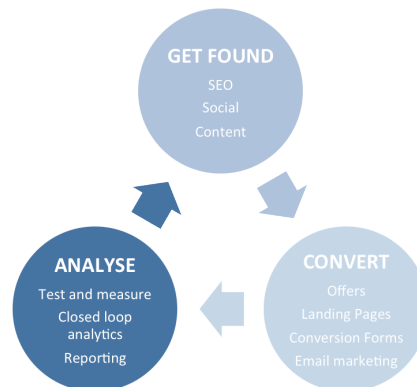 GET FOUND
SEO
Social
Content
ANALYSE
Test and measure
Closed loop
analytics
Reporting
CONVERT
Offers
Landing Pages
Conversion Forms
Email marketing